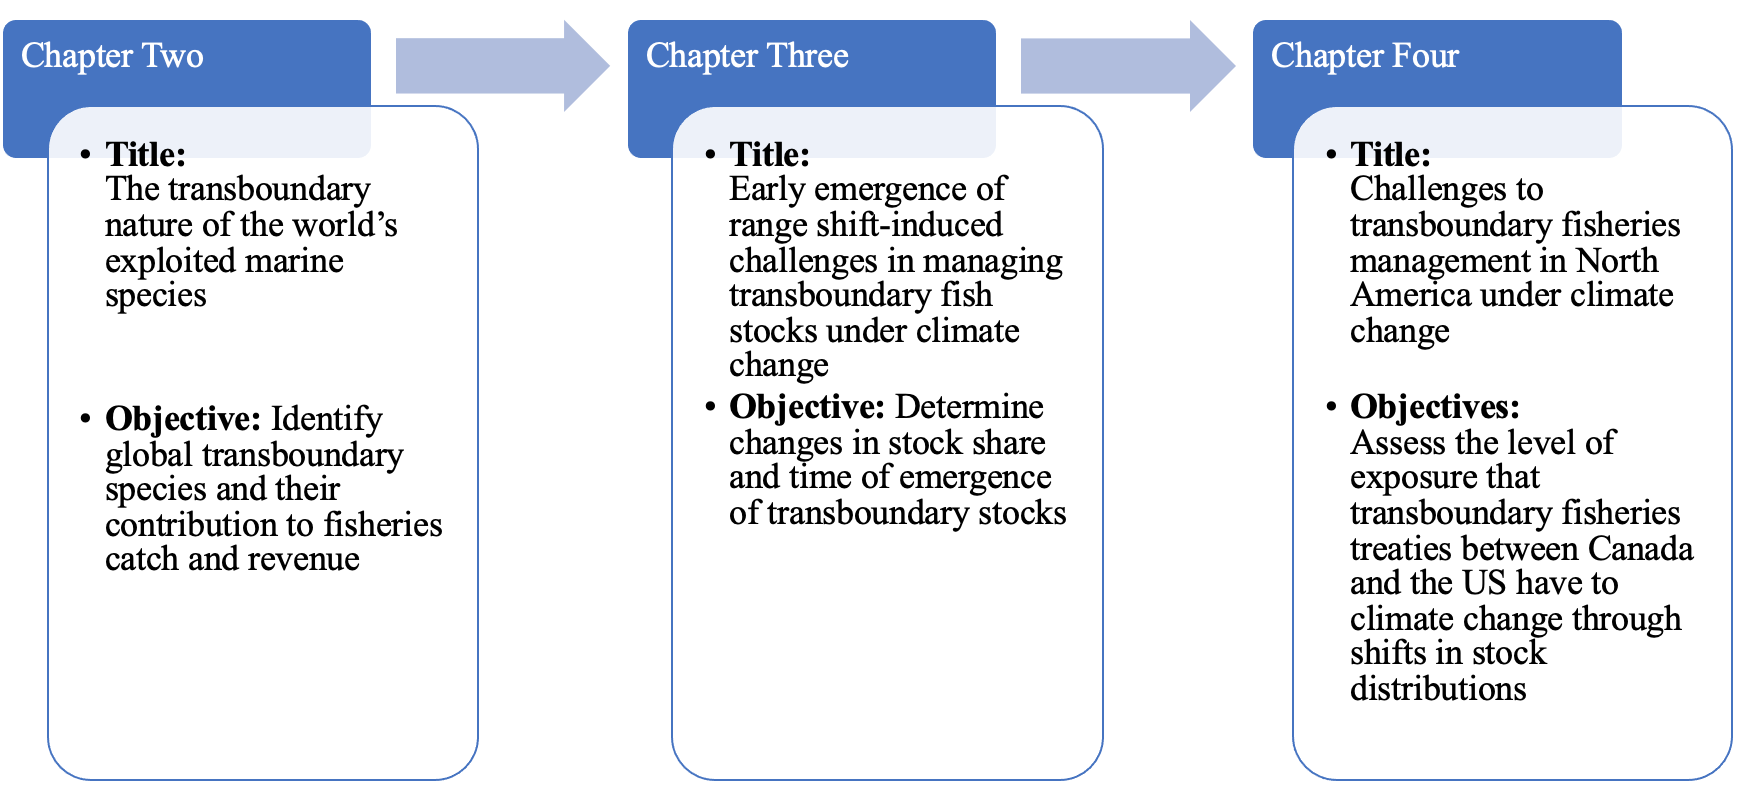 Chapter Two
• Title:
The transboundary
nature of the world’s
exploited marine
species
• Objective: Identify
global transboundary
species and their
contribution to fisheries
catch and revenue
Chapter Three
• Title:
Early emergence of
range shift-induced
challenges in managing
transboundary fish
stocks under climate
change
• Objective: Determine
changes in stock share
and time of emergence
of transboundary stocks
Chapter Four
• Title:
Challenges to
transboundary fisheries
management in North
America under climate
change
• Objectives:
Assess the level of
exposure that
transboundary fisheries
treaties between Canada
and the US have to
climate change through
shifts in stock
distributions